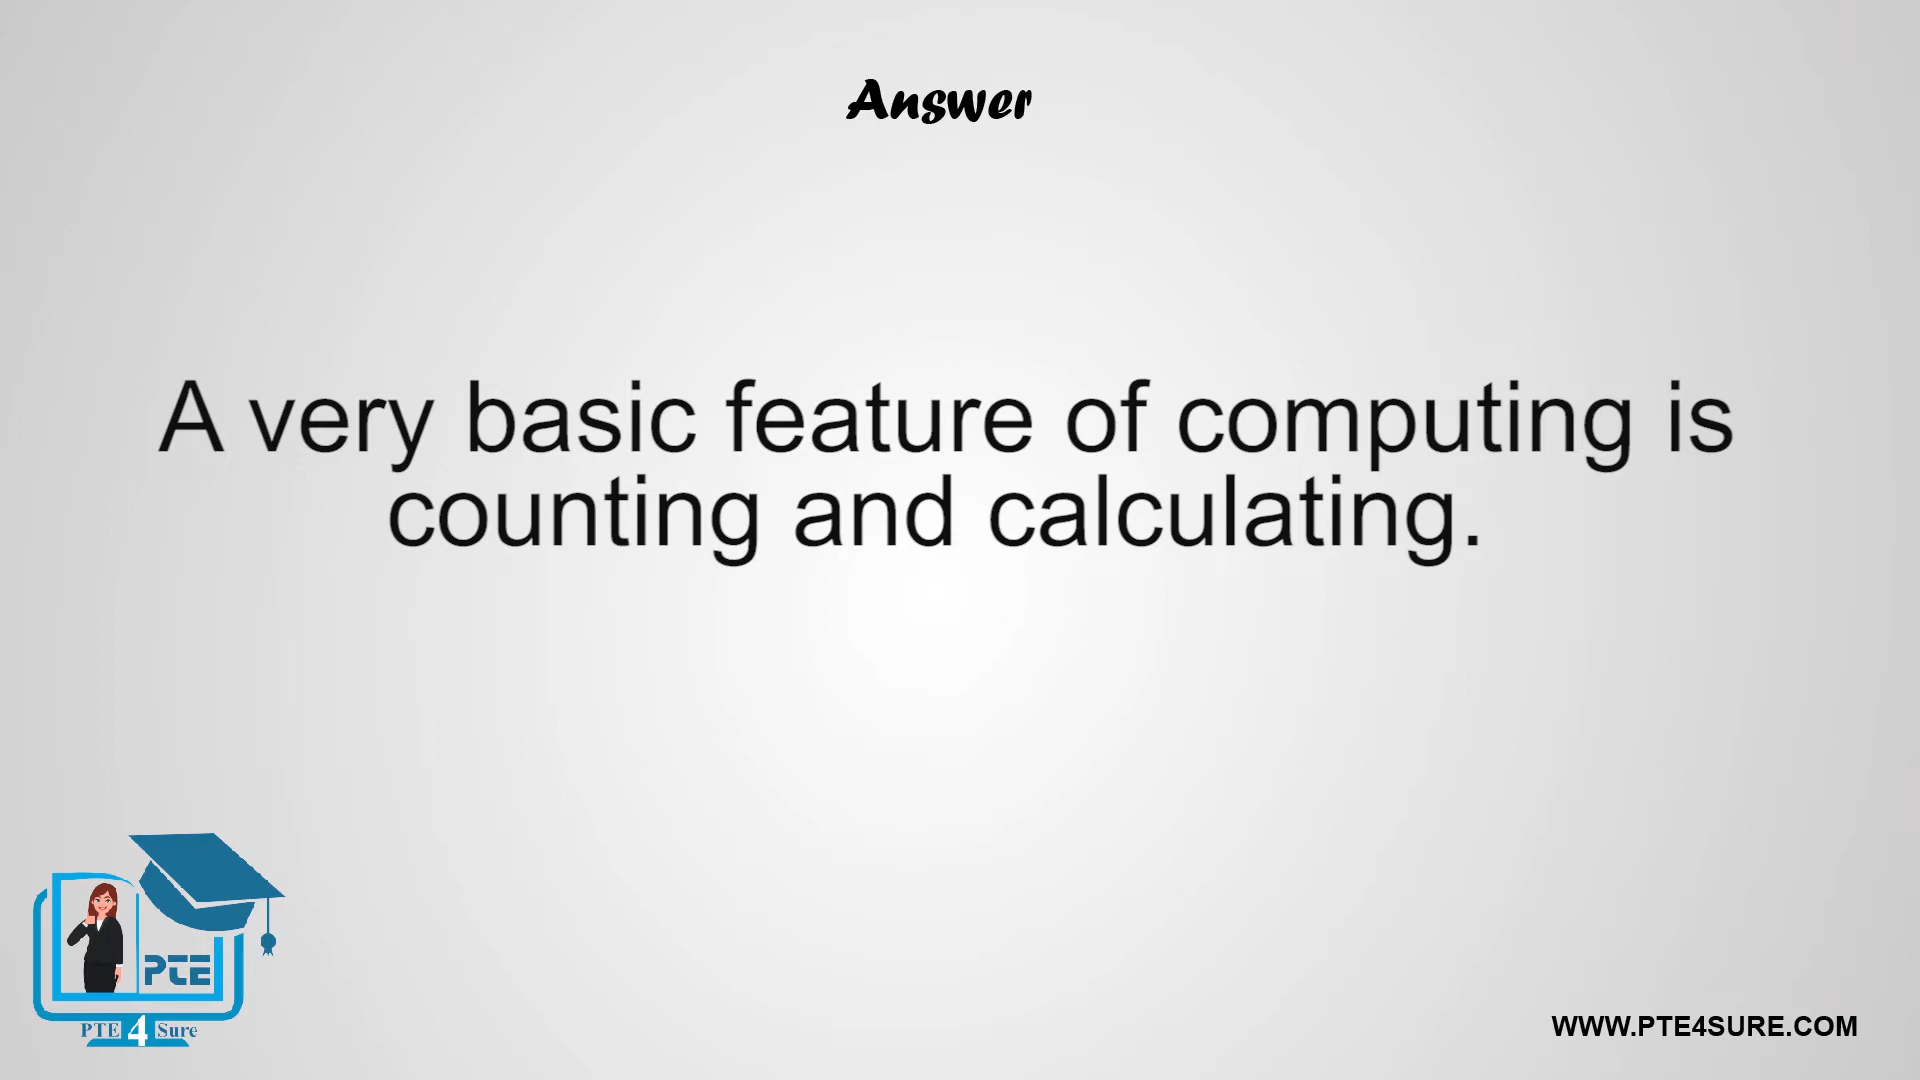 Answer
A very basic feature of computing is
counting and calculating.
PTE
PTE 4 Sure
WWW.PTE4SURE.COM